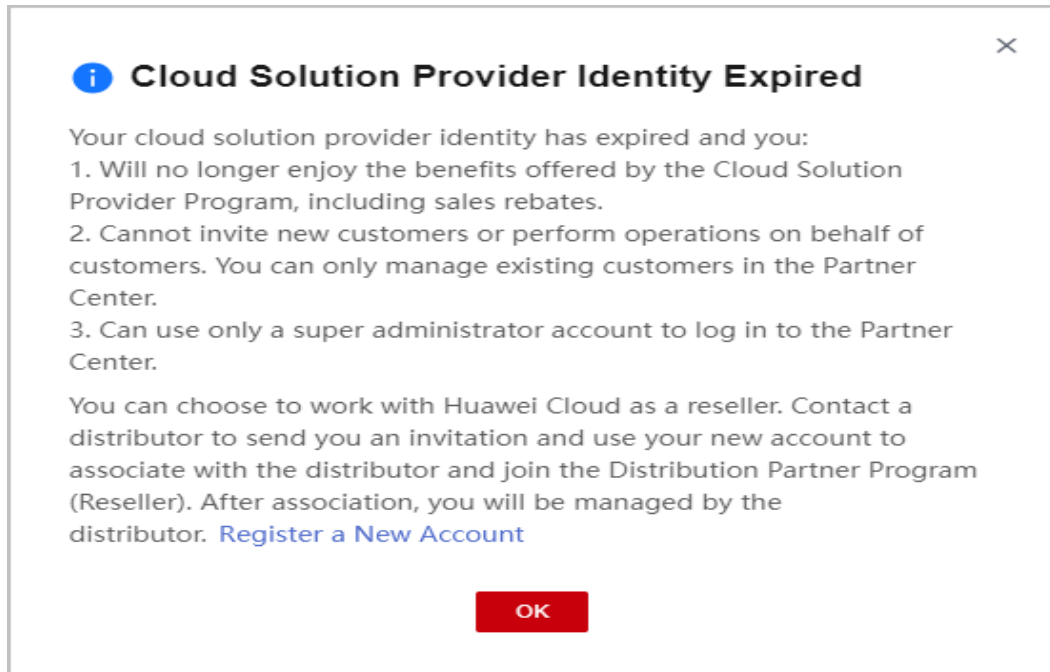 Cloud Solution Provider Identity Expired
Your cloud solution provider identity has expired and you:
1. Will no longer enjoy the benefits offered by the Cloud Solution
Provider Program, including sales rebates.
2. Cannot invite new customers or perform operations on behalf of
customers. You can only manage existing customers in the Partner
Center.
3. Can use only a super administrator account to log in to the Partner
Center.
You can choose to work with Huawei Cloud as a reseller. Contact a
distributor to send you an invitation and use your new account to
associate with the distributor and join the Distribution Partner Program
(Reseller). After association, you will be managed by the
distributor. Register a New Account
OK